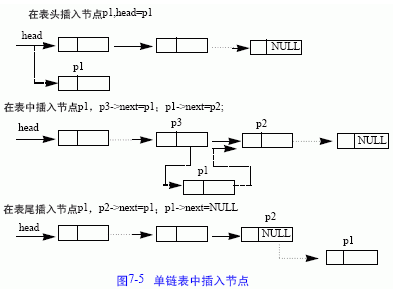 在表头插入节点p1,head=p1
head
NULL
p1
在表中插入节点p1，p3->next=p1；p1->next=p2;
head
p3
p2
NULL
p1
在表尾插入节点p1，p2->next=p1；p1->next=NULL
head
p2
NULL
p1
图7-5 单链表中插入节点